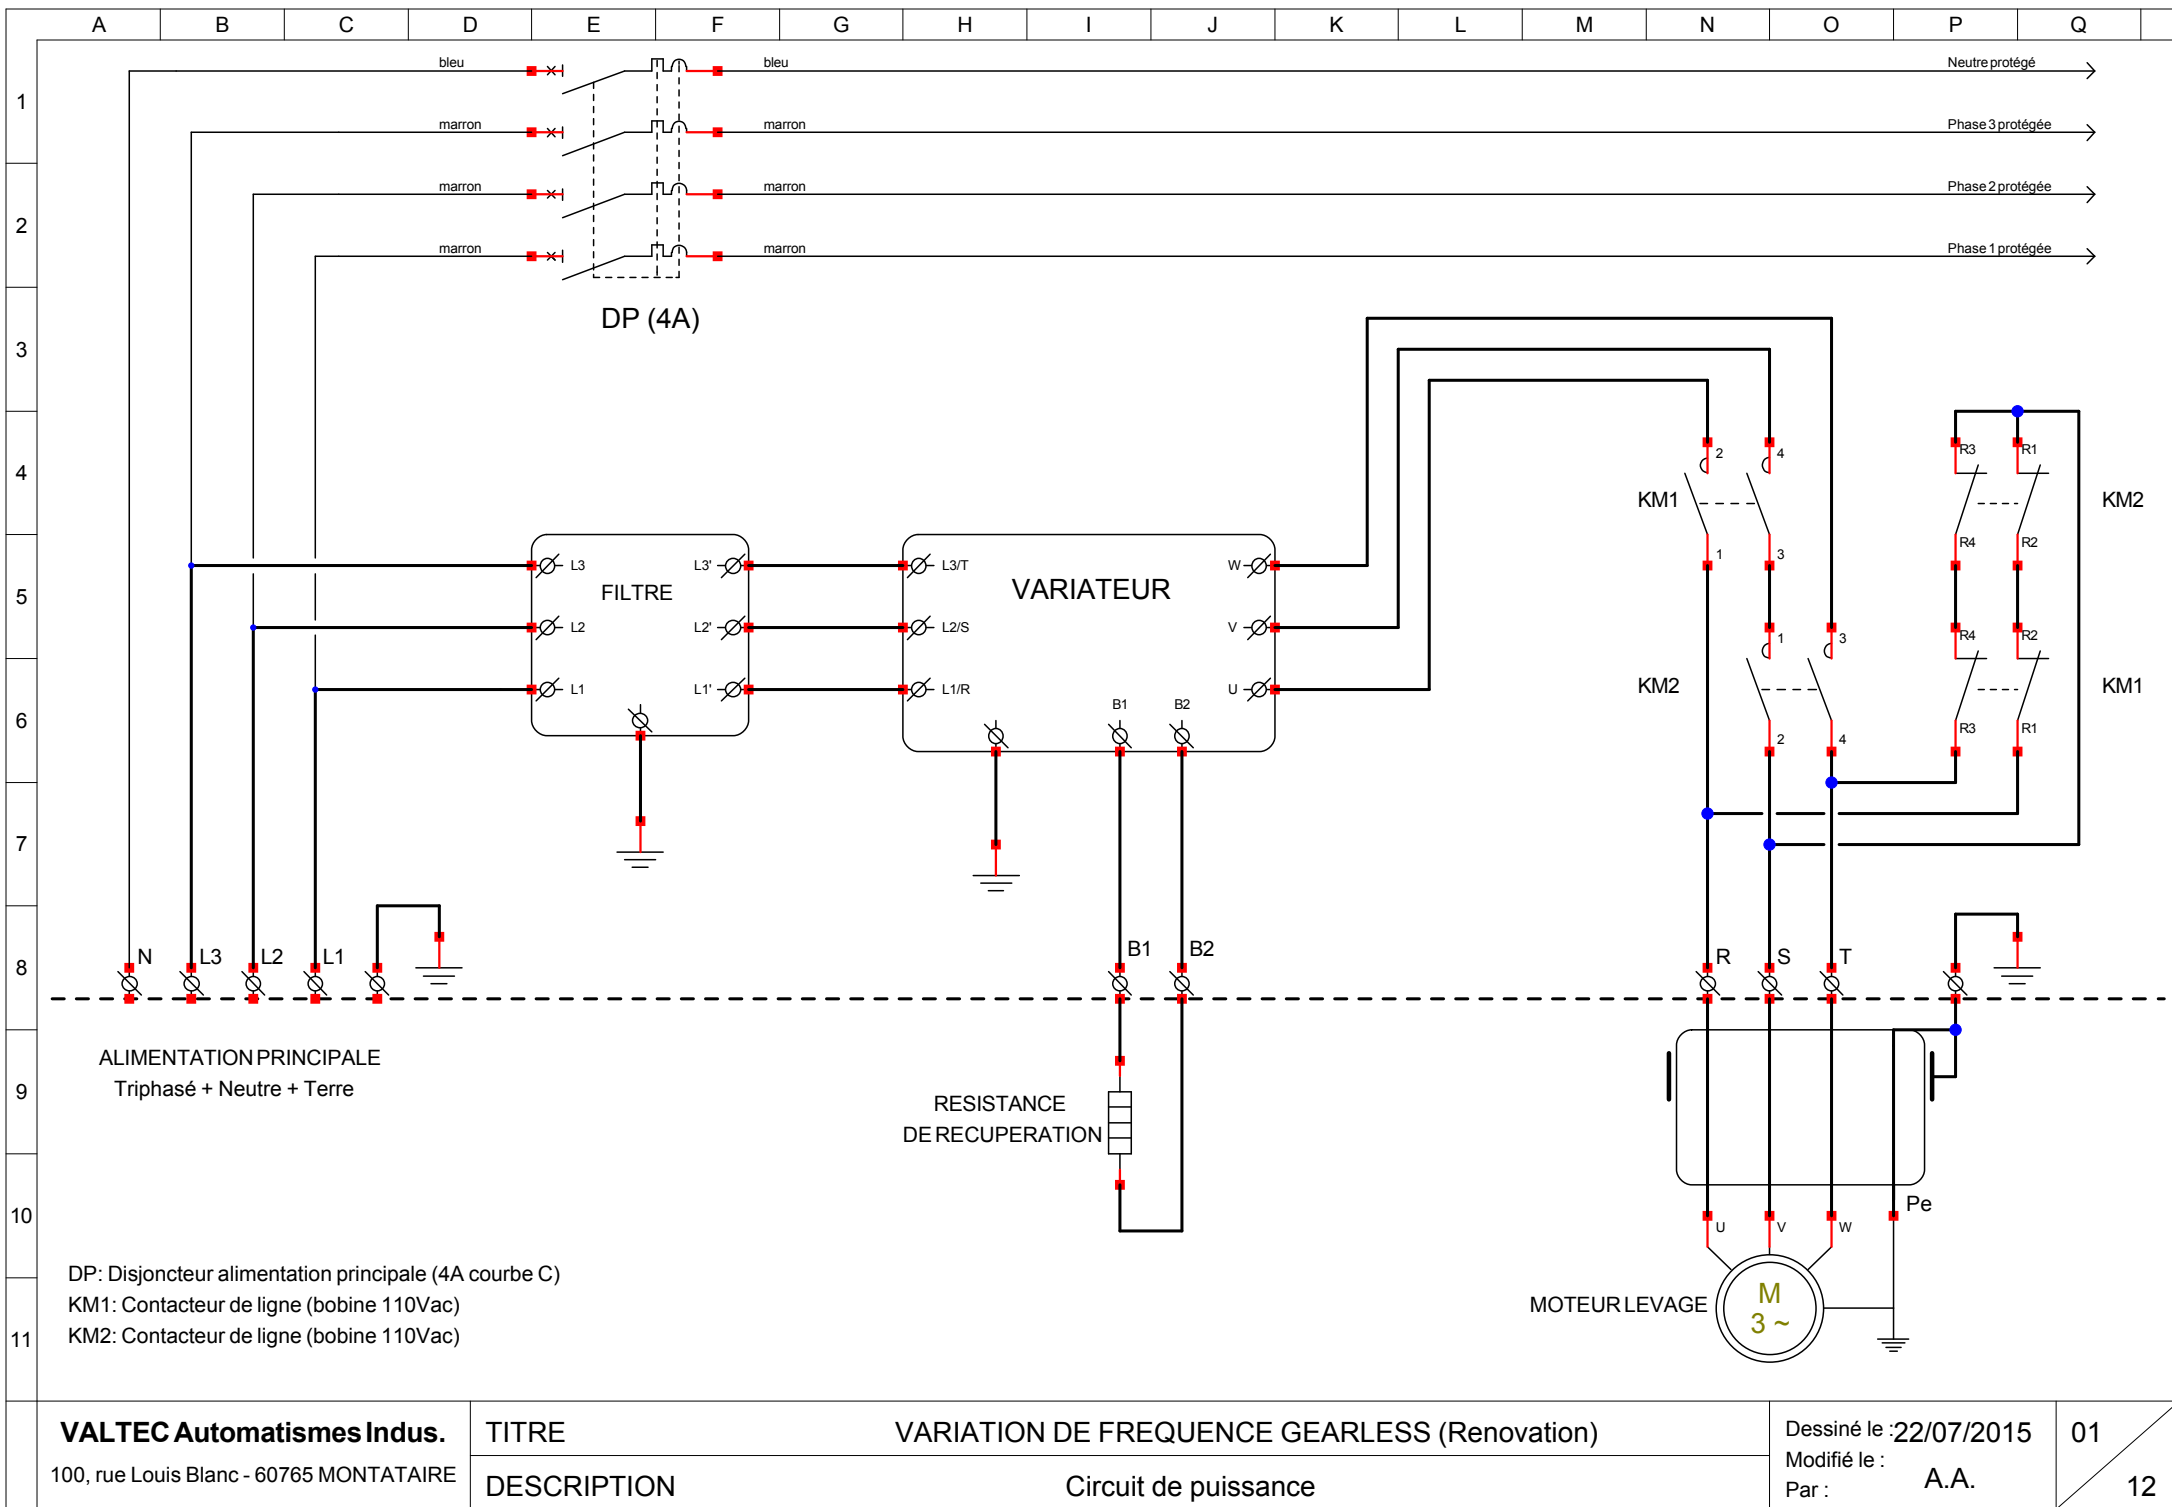 A B C D E F G H I J K L M N O P Q
1
2
3
4
5
6
7
8
9
10
11
bleu bleu Neutre protégé
marron marron Phase 3 protégée
marron marron Phase 2 protégée
marron marron Phase 1 protégée
DP (4A)
2 4 R3 R1
KM1 KM2
1 3 R4 R2
1 3 R4 R2
KM2 KM1
2 4 R3 R1
FILTRE
L3 L3'
L2 L2'
L1 L1'
VARIATEUR
L3/T W
L2/S V
L1/R U
B1 B2
N L3 L2 L1 B1 B2 R S T
ALIMENTATION PRINCIPALE
Triphasé + Neutre + Terre
RESISTANCE
DE RECUPERATION
Pe
U V W
MOTEUR LEVAGE
M
3 ~
DP: Disjoncteur alimentation principale (4A courbe C)
KM1: Contacteur de ligne (bobine 110Vac)
KM2: Contacteur de ligne (bobine 110Vac)
VALTEC Automatismes Indus.
100, rue Louis Blanc - 60765 MONTATAIRE
TITRE VARIATION DE FREQUENCE GEARLESS (Renovation)
DESCRIPTION Circuit de puissance
Dessiné le : 22/07/2015
Modifié le :
Par : A.A.
01
12